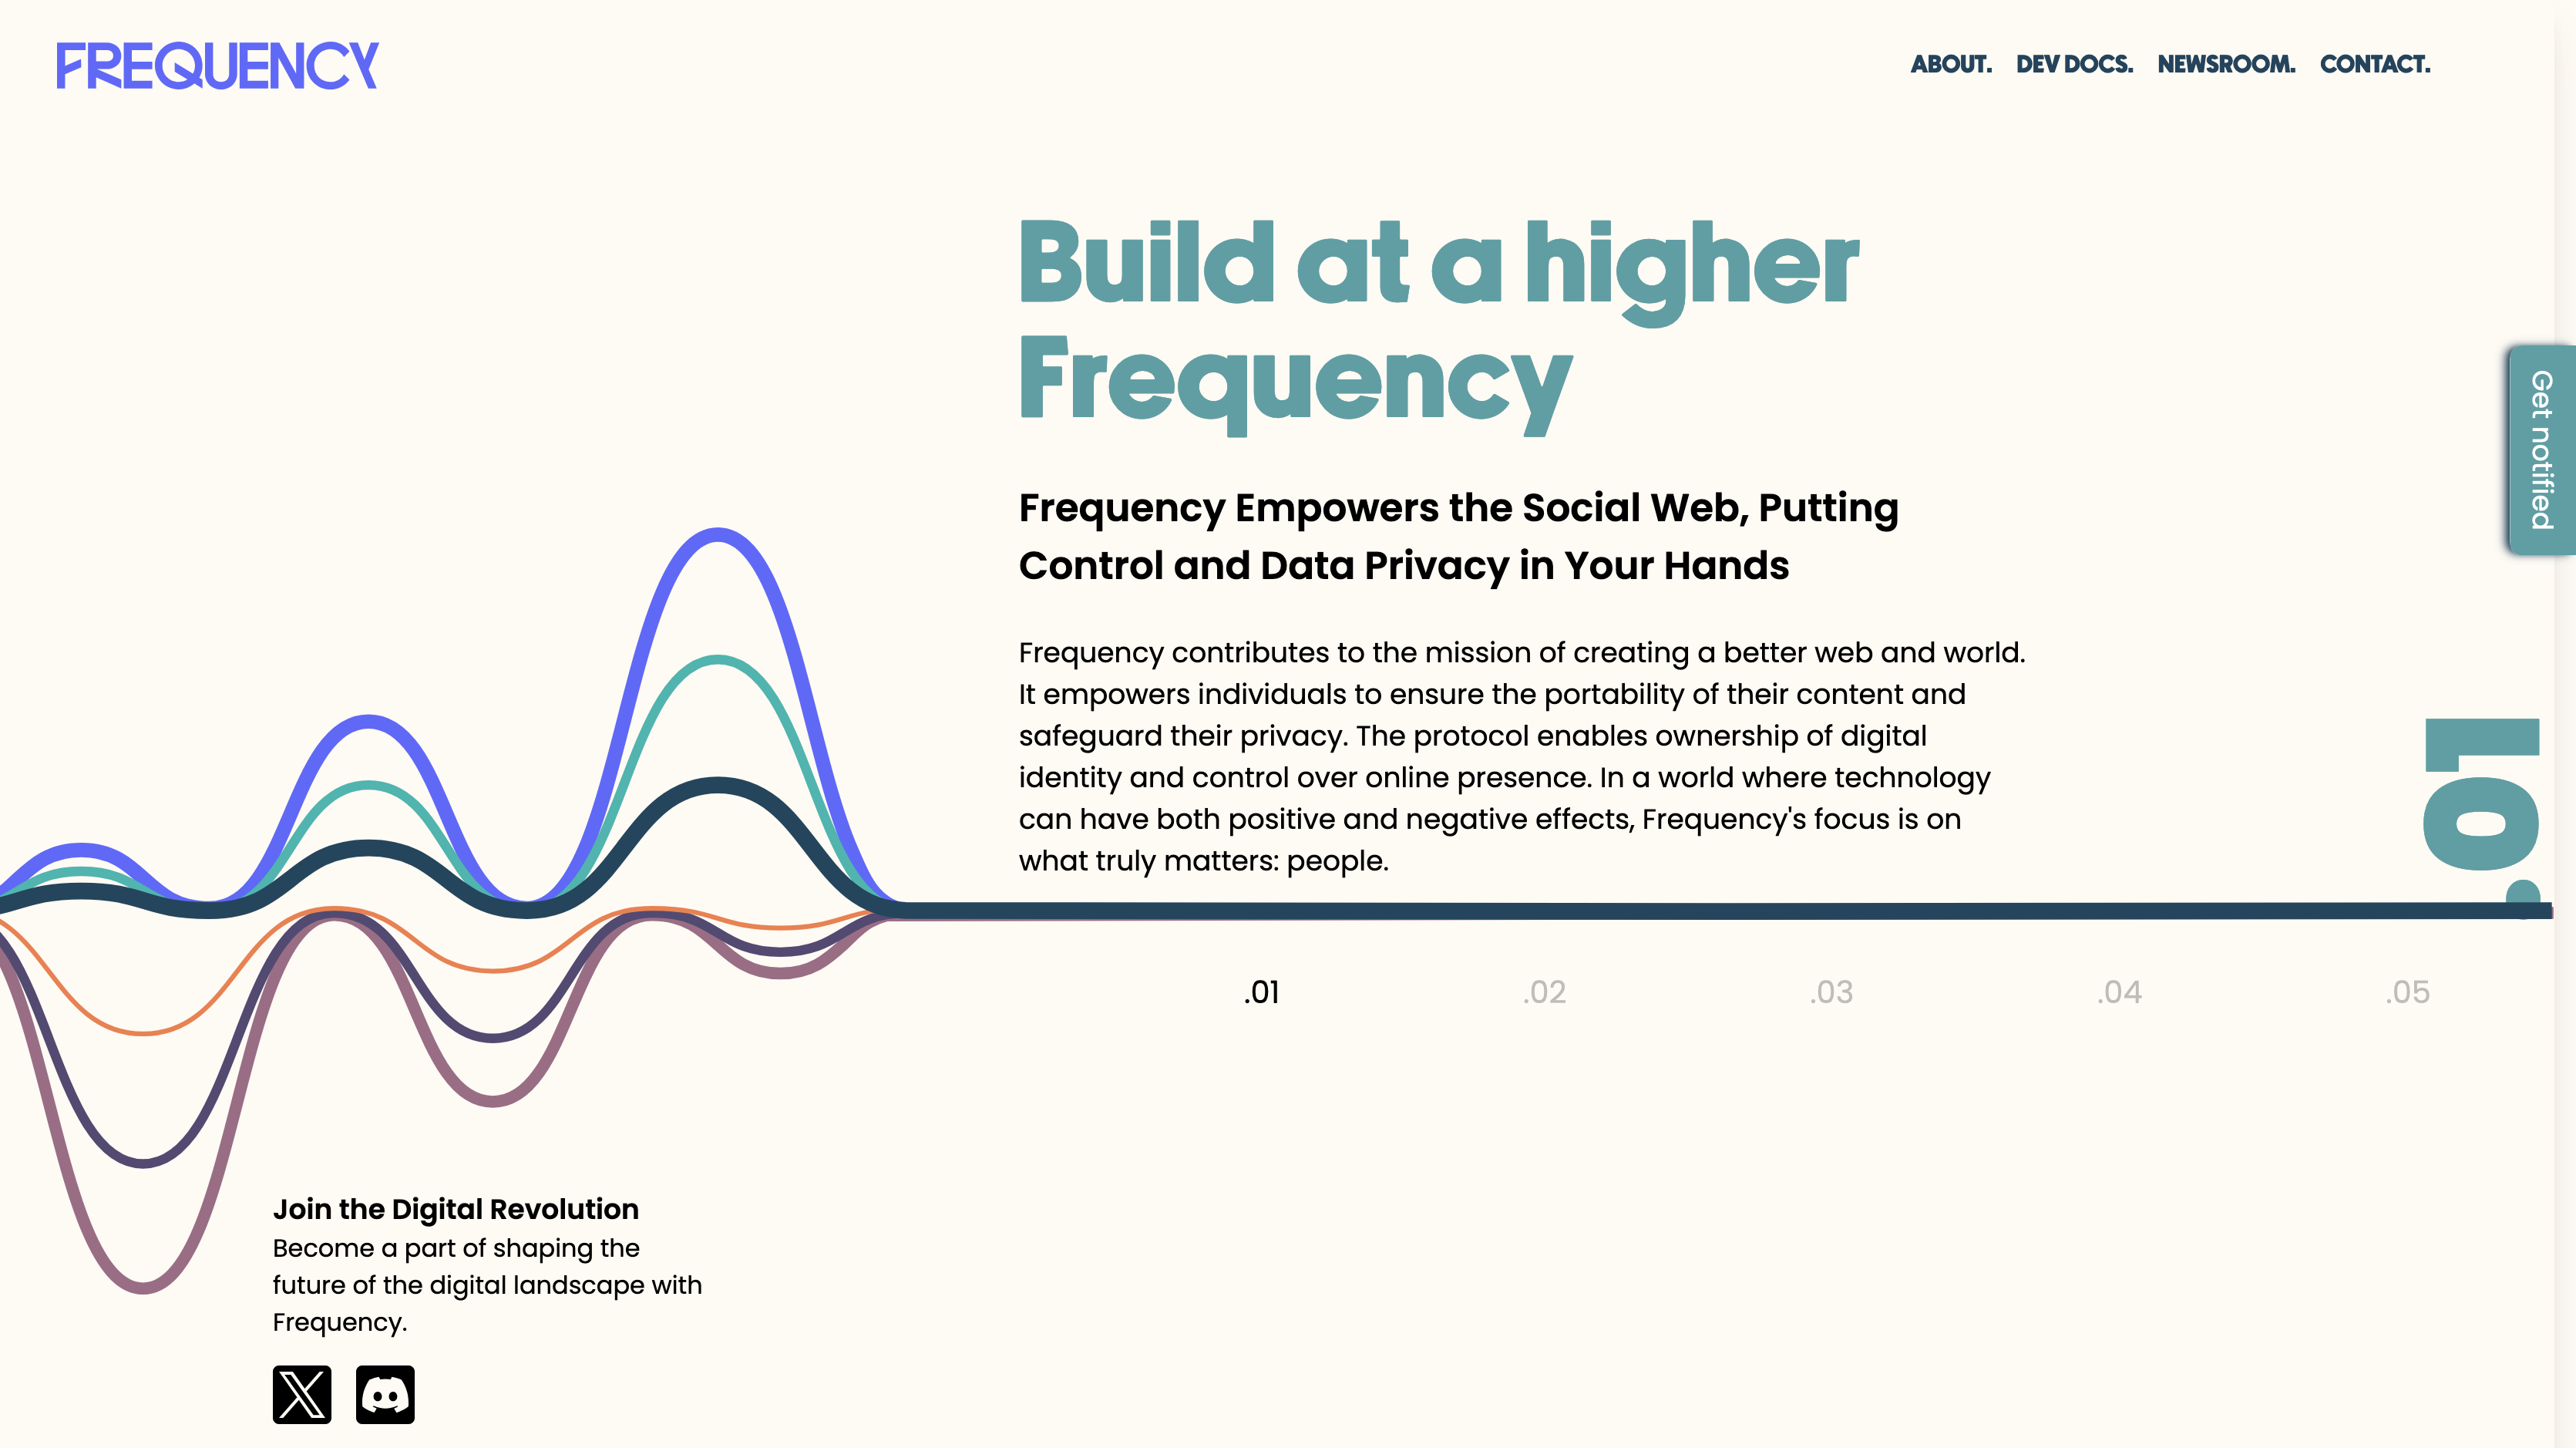 FREQUENCY
ABOUT. DEV DOCS. NEWSROOM. CONTACT.
Build at a higher
Frequency
Frequency Empowers the Social Web, Putting
Control and Data Privacy in Your Hands
Frequency contributes to the mission of creating a better web and world.
It empowers individuals to ensure the portability of their content and
safeguard their privacy. The protocol enables ownership of digital
identity and control over online presence. In a world where technology
can have both positive and negative effects, Frequency's focus is on
what truly matters: people.
Get notified
.01
.01 .02 .03 .04 .05
Join the Digital Revolution
Become a part of shaping the
future of the digital landscape with
Frequency.